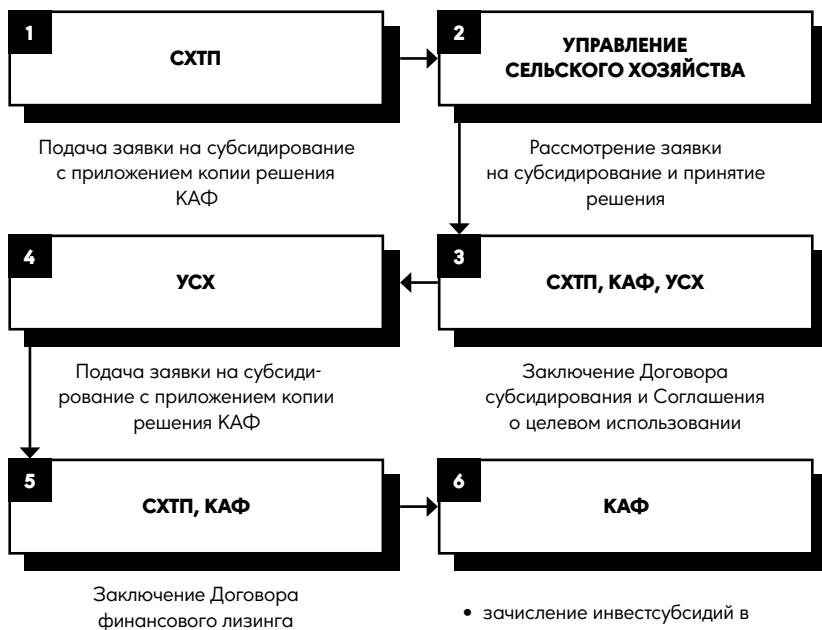 1
СХТП
Подача заявки на субсидирование
с приложением копии решения
КАФ
2
УПРАВЛЕНИЕ
СЕЛЬСКОГО ХОЗЯЙСТВА
Рассмотрение заявки
на субсидирование и принятие
решения
3
СХТП, КАФ, УСХ
Заключение Договора
субсидирования и Соглашения
о целевом использовании
4
УСХ
Подача заявки на субсиди-
рование с приложением копии
решения КАФ
5
СХТП, КАФ
Заключение Договора
финансового лизинга
6
КАФ
• зачисление инвестсубсидий в